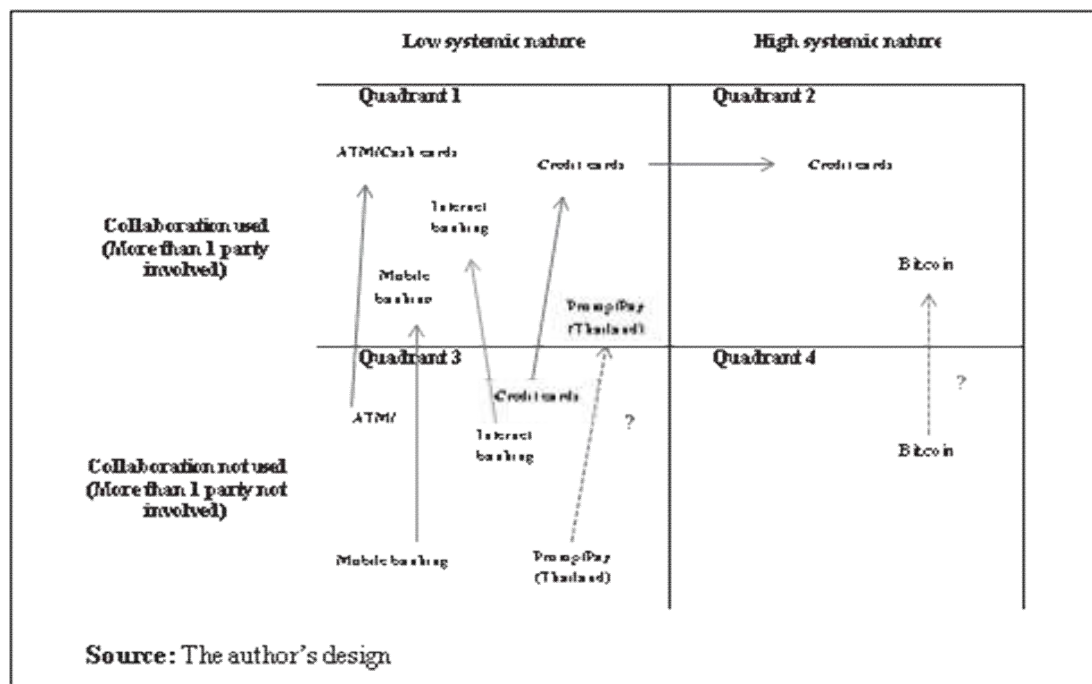 Low systemic nature
High systemic nature
Quadrant 1
Quadrant 2
ATM/Cash cards
Credit cards
Credit cards
Internet
banking
Collaboration used
(More than 1 party
involved)
Mobile
banking
Bitcoin
PromptPay
(Thailand)
Quadrant 3
Quadrant 4
Credit cards
?
ATM/
?
Internet
banking
Bitcoin
Collaboration not used
(More than 1 party not
involved)
Mobile banking
PromptPay
(Thailand)
Source: The author's design